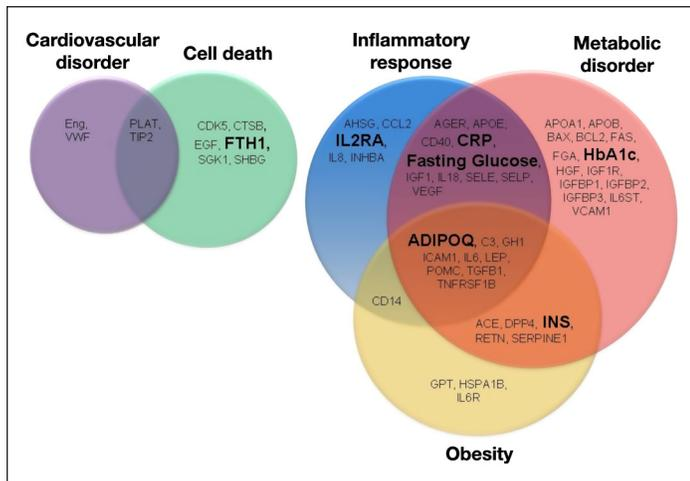 Cardiovascular
disorder
Cell death
Inflammatory
response
Metabolic
disorder
Eng,
VWF
PLAT,
TIP2
CDK5, CTSB,
EGF, FTH1,
SGK1, SHBG
AHSG, CCL2
IL2RA,
IL8, INHBA
AGER, APOE,
CD40, CRP,
Fasting Glucose,
IGF1, IL18, SELE, SELP,
VEGF
APOA1, APOB,
BAX, BCL2, FAS,
FGA, HbA1c,
HGF, IGF1R,
IGFBP1, IGFBP2,
IGFBP3, IL6ST,
VCAM1
ADIPOQ, C3, GH1
ICAM1, IL6, LEP,
POMC, TGFB1,
TNFRSF1B
CD14
ACE, DPP4, INS,
RETN, SERPINE1
GPT, HSPA1B,
IL6R
Obesity